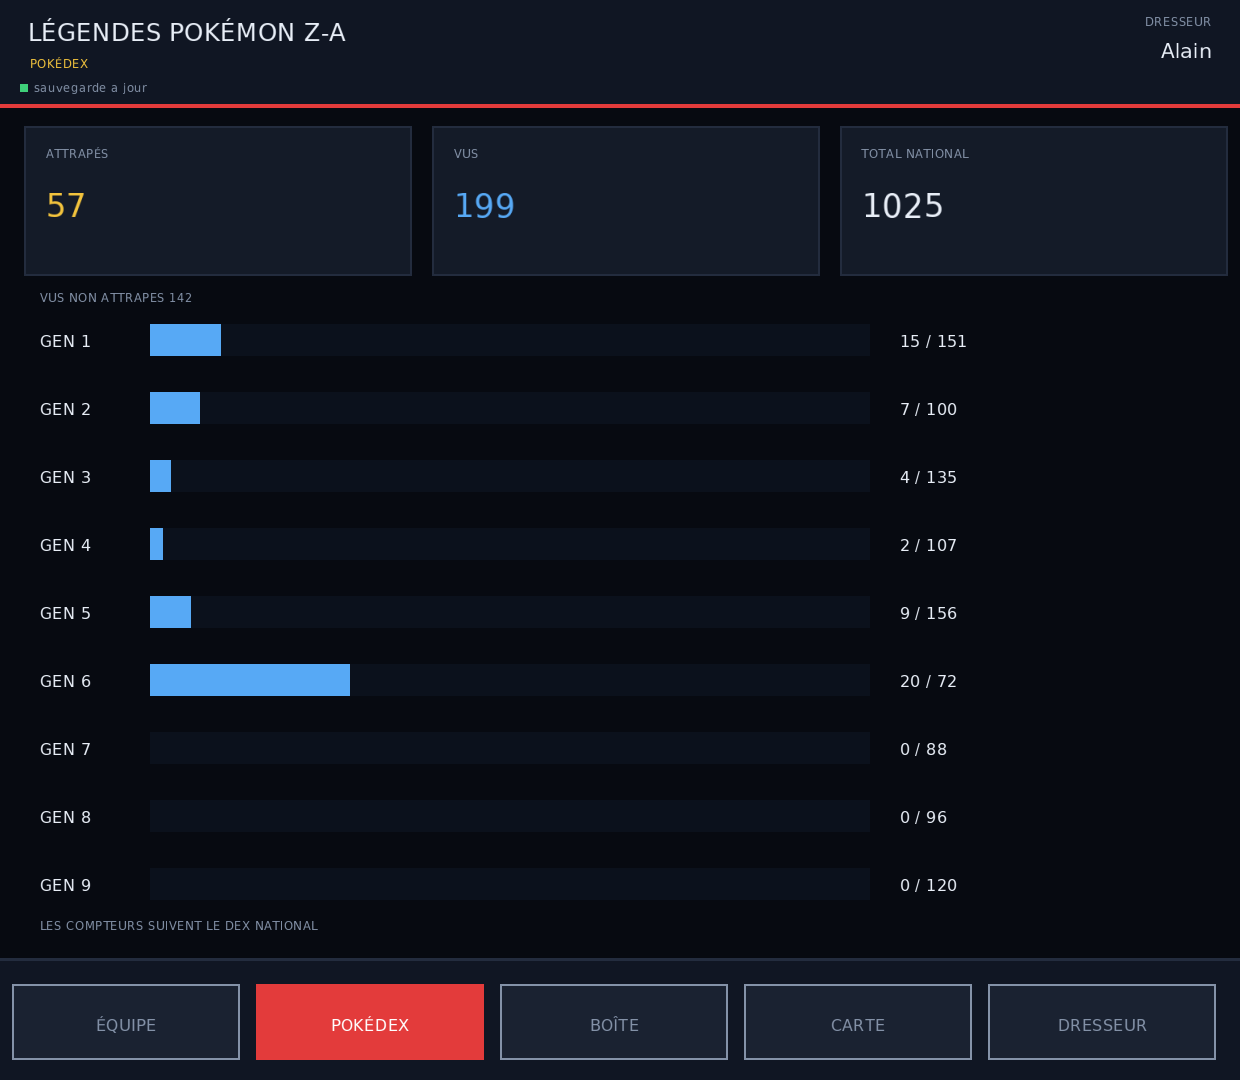 LÉGENDES POKÉMON Z-A
POKÉDEX
sauvegarde a jour
DRESSEUR
Alain
ATTRAPÉS
57
VUS
199
TOTAL NATIONAL
1025
VUS NON ATTRAPES 142
GEN 1 15 / 151
GEN 2 7 / 100
GEN 3 4 / 135
GEN 4 2 / 107
GEN 5 9 / 156
GEN 6 20 / 72
GEN 7 0 / 88
GEN 8 0 / 96
GEN 9 0 / 120
LES COMPTEURS SUIVENT LE DEX NATIONAL
ÉQUIPE POKÉDEX BOÎTE CARTE DRESSEUR